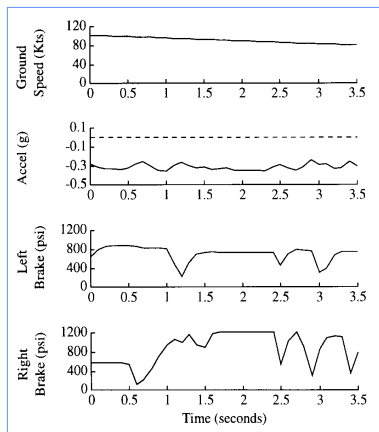 Ground
Speed (Kts)
120
80
40
0
0 0.5 1 1.5 2 2.5 3 3.5
Accel (g)
0.1
-0.1
-0.3
-0.5
0 0.5 1 1.5 2 2.5 3 3.5
Left
Brake (psi)
1200
800
400
0
0 0.5 1 1.5 2 2.5 3 3.5
Right
Brake (psi)
1200
800
400
0
0 0.5 1 1.5 2 2.5 3 3.5
Time (seconds)